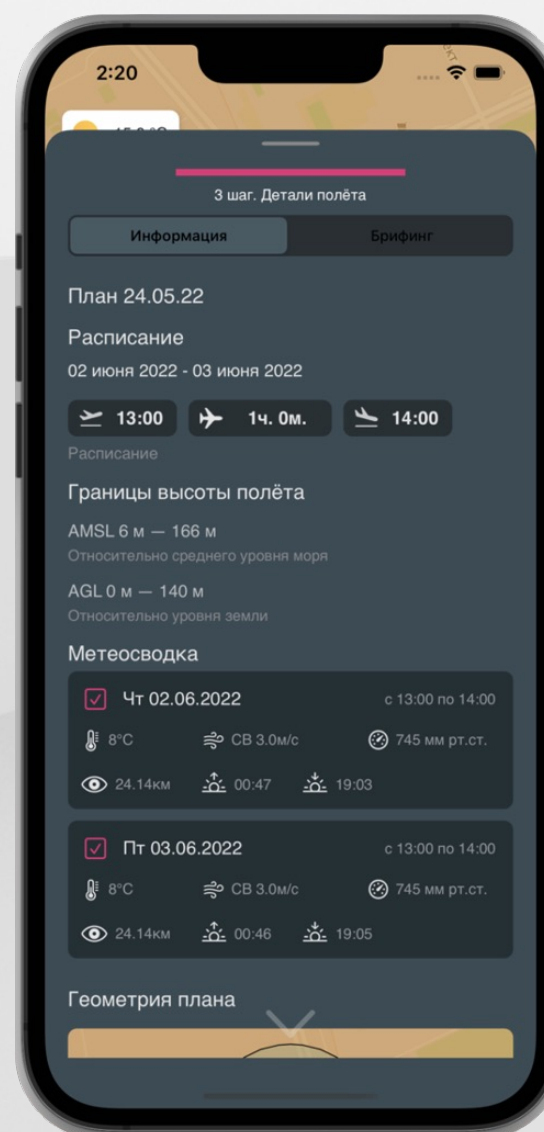 2:20
3 шаг. Детали полёта
Информация Брифинг
План 24.05.22
Расписание
02 июня 2022 - 03 июня 2022
13:00 1ч. 0м. 14:00
Расписание
Границы высоты полёта
AMSL 6 м — 166 м
Относительно среднего уровня моря
AGL 0 м — 140 м
Относительно уровня земли
Метеосводка
Чт 02.06.2022 с 13:00 по 14:00
8°C СВ 3.0м/с 745 мм рт.ст.
24.14км 00:47 19:03
Пт 03.06.2022 с 13:00 по 14:00
8°C СВ 3.0м/с 745 мм рт.ст.
24.14км 00:46 19:05
Геометрия плана